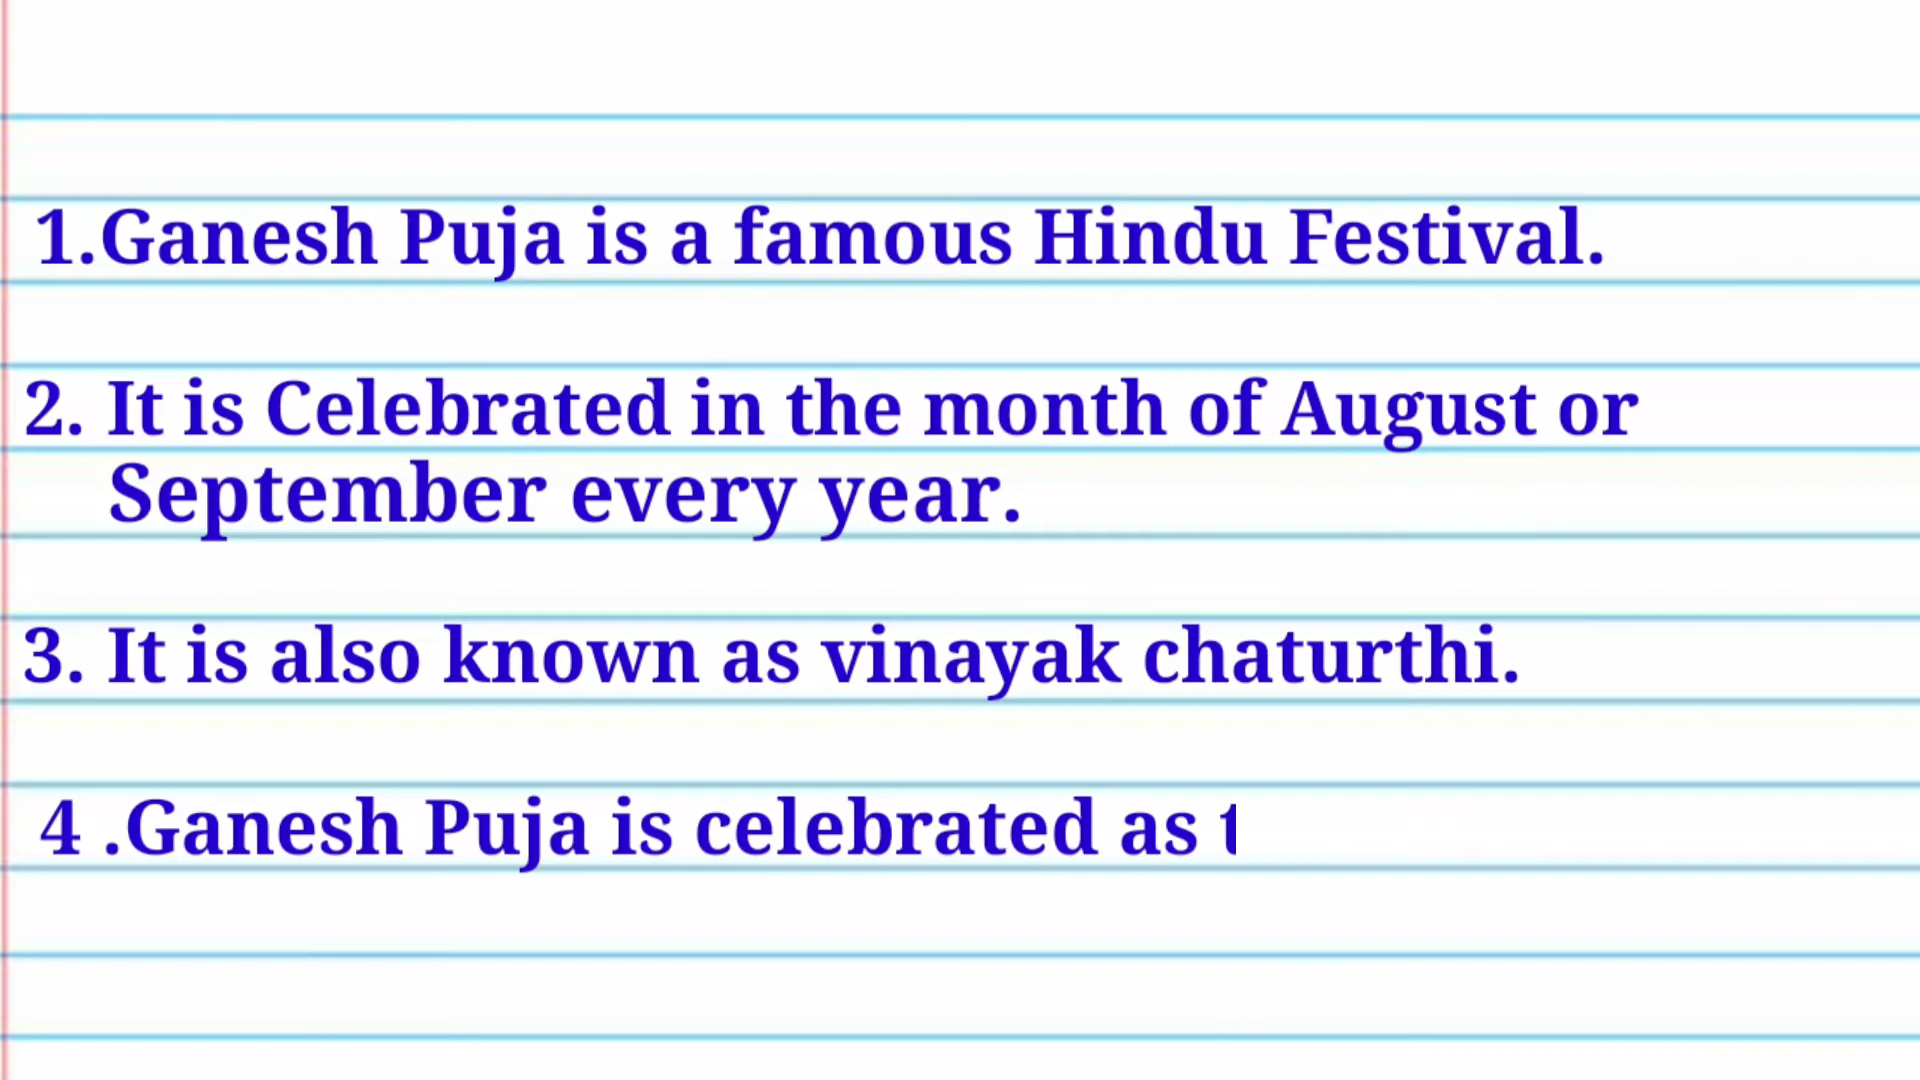 1.Ganesh Puja is a famous Hindu Festival.
2. It is Celebrated in the month of August or
September every year.
3. It is also known as vinayak chaturthi.
4 .Ganesh Puja is celebrated as